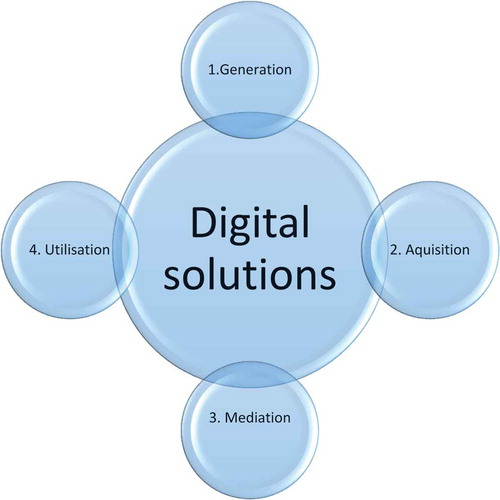 1.Generation
Digital
solutions
4. Utilisation
2. Aquisition
3. Mediation